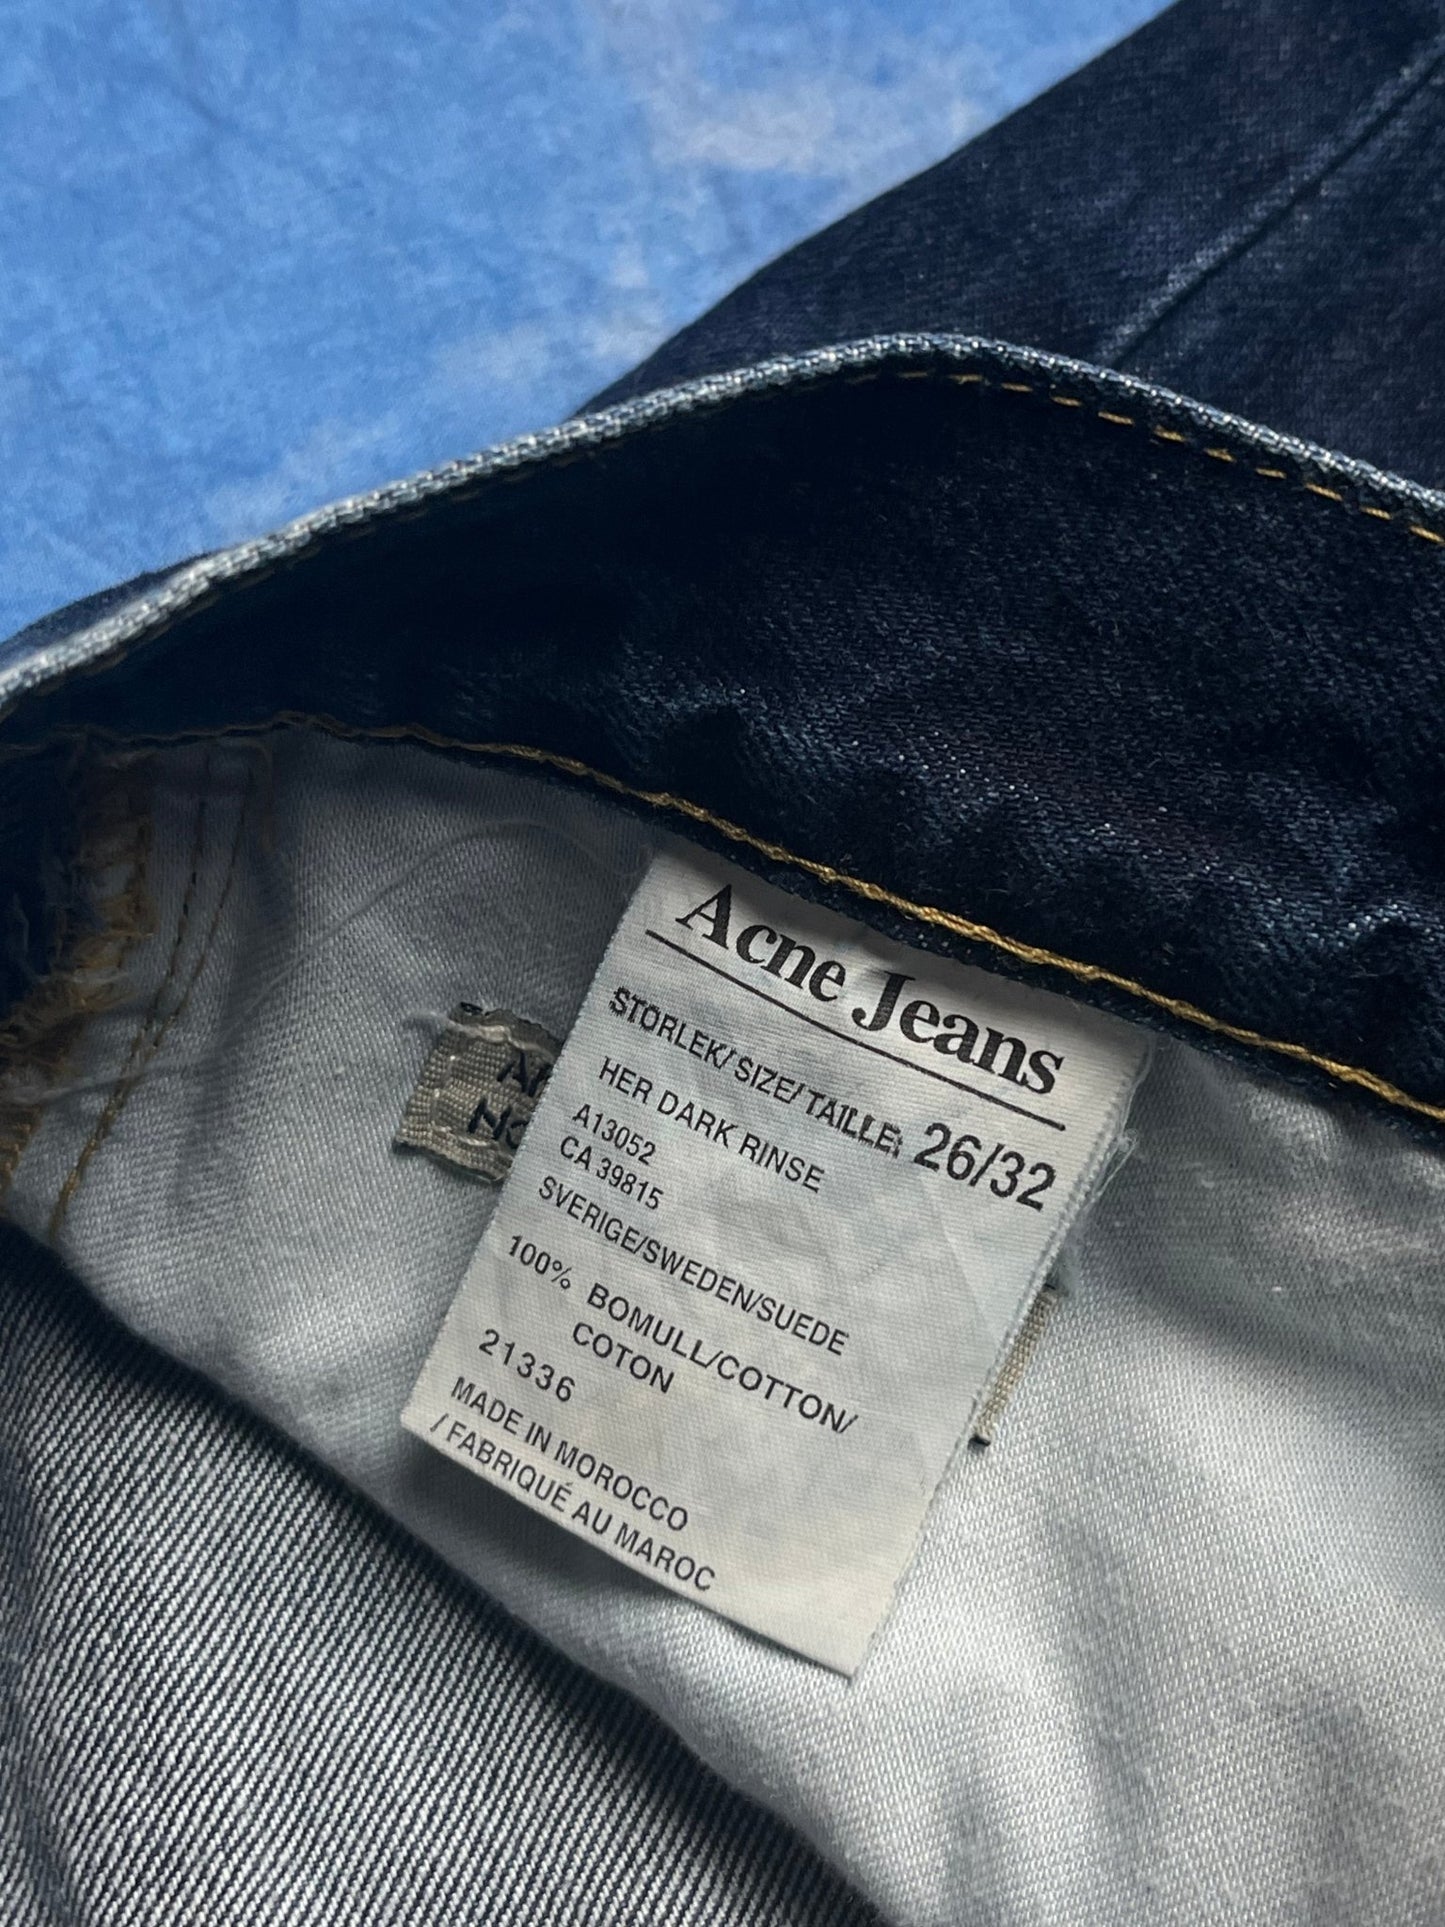 Acne Jeans
STORLEK/ SIZE/ TAILLE: 26/32
HER DARK RINSE
A13052
CA 39815
SVERIGE/SWEDEN/SUEDE
100% BOMULL/COTTON/
COTON
21336
MADE IN MOROCCO
/ FABRIQUÉ AU MAROC